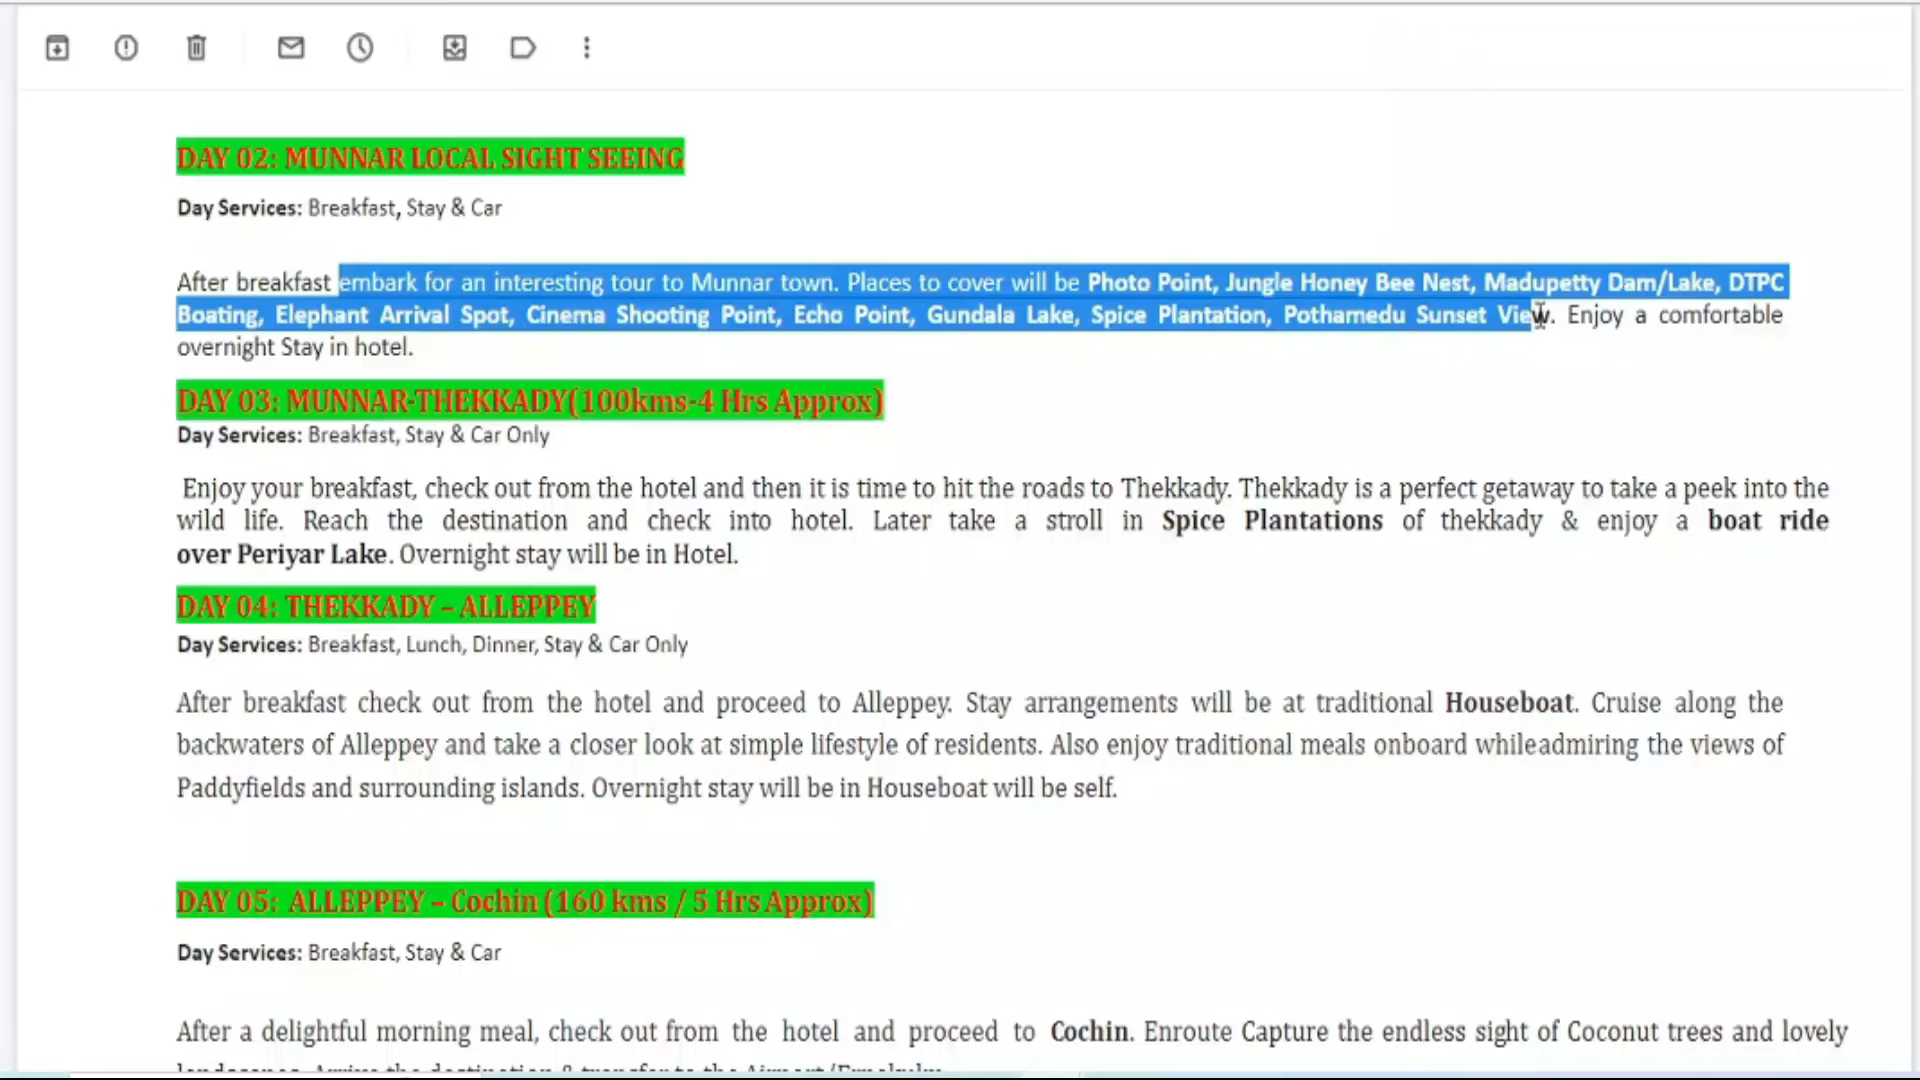 DAY 02: MUNNAR LOCAL SIGHT SEEING
Day Services: Breakfast, Stay & Car
After breakfast embark for an interesting tour to Munnar town. Places to cover will be Photo Point, Jungle Honey Bee Nest, Madupetty Dam/Lake, DTPC
Boating, Elephant Arrival Spot, Cinema Shooting Point, Echo Point, Gundala Lake, Spice Plantation, Pothamedu Sunset View. Enjoy a comfortable
overnight Stay in hotel.
DAY 03: MUNNAR-THEKKADY(100kms-4 Hrs Approx)
Day Services: Breakfast, Stay & Car Only
Enjoy your breakfast, check out from the hotel and then it is time to hit the roads to Thekkady. Thekkady is a perfect getaway to take a peek into the
wild life. Reach the destination and check into hotel. Later take a stroll in Spice Plantations of thekkady & enjoy a boat ride
over Periyar Lake. Overnight stay will be in Hotel.
DAY 04: THEKKADY – ALLEPPEY
Day Services: Breakfast, Lunch, Dinner, Stay & Car Only
After breakfast check out from the hotel and proceed to Alleppey. Stay arrangements will be at traditional Houseboat. Cruise along the
backwaters of Alleppey and take a closer look at simple lifestyle of residents. Also enjoy traditional meals onboard whileadmiring the views of
Paddyfields and surrounding islands. Overnight stay will be in Houseboat will be self.
DAY 05: ALLEPPEY – Cochin (160 kms / 5 Hrs Approx)
Day Services: Breakfast, Stay & Car
After a delightful morning meal, check out from the hotel and proceed to Cochin. Enroute Capture the endless sight of Coconut trees and lovely
landscapes. Arrive the destination & transfer to the Airport/